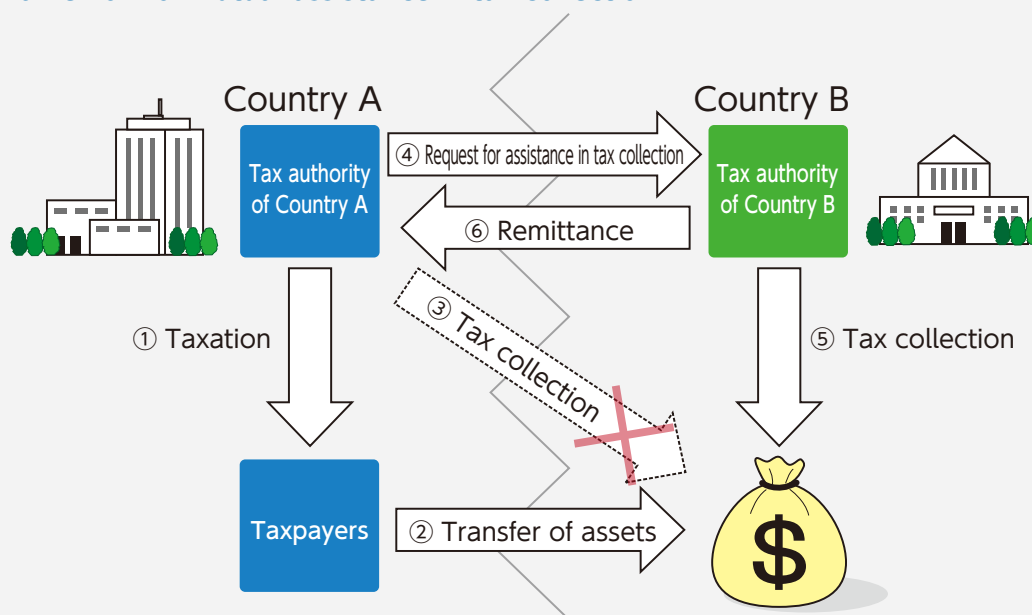 Country A
Country B
Tax authority
of Country A
④ Request for assistance in tax collection
Tax authority
of Country B
⑥ Remittance
① Taxation
③ Tax collection
⑤ Tax collection
Taxpayers
② Transfer of assets
$